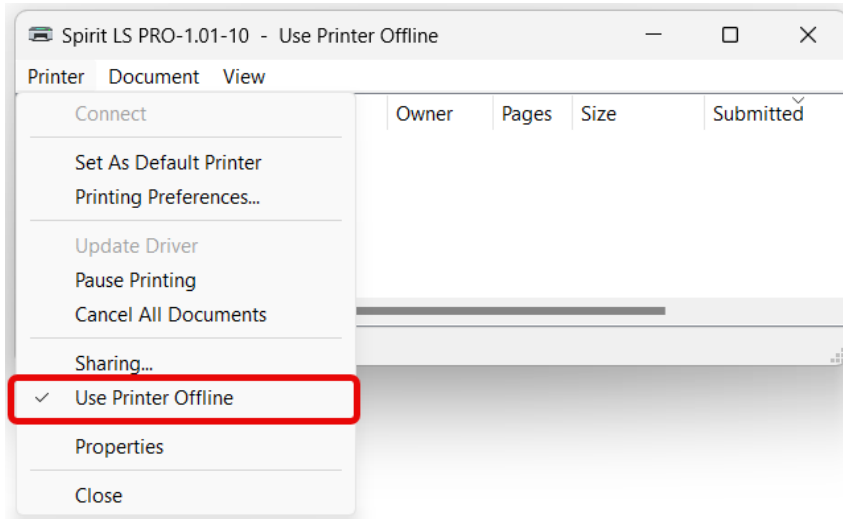 Spirit LS PRO-1.01-10 - Use Printer Offline
Printer Document View
Owner Pages Size Submitted
Connect
Set As Default Printer
Printing Preferences...
Update Driver
Pause Printing
Cancel All Documents
Sharing...
Use Printer Offline
Properties
Close